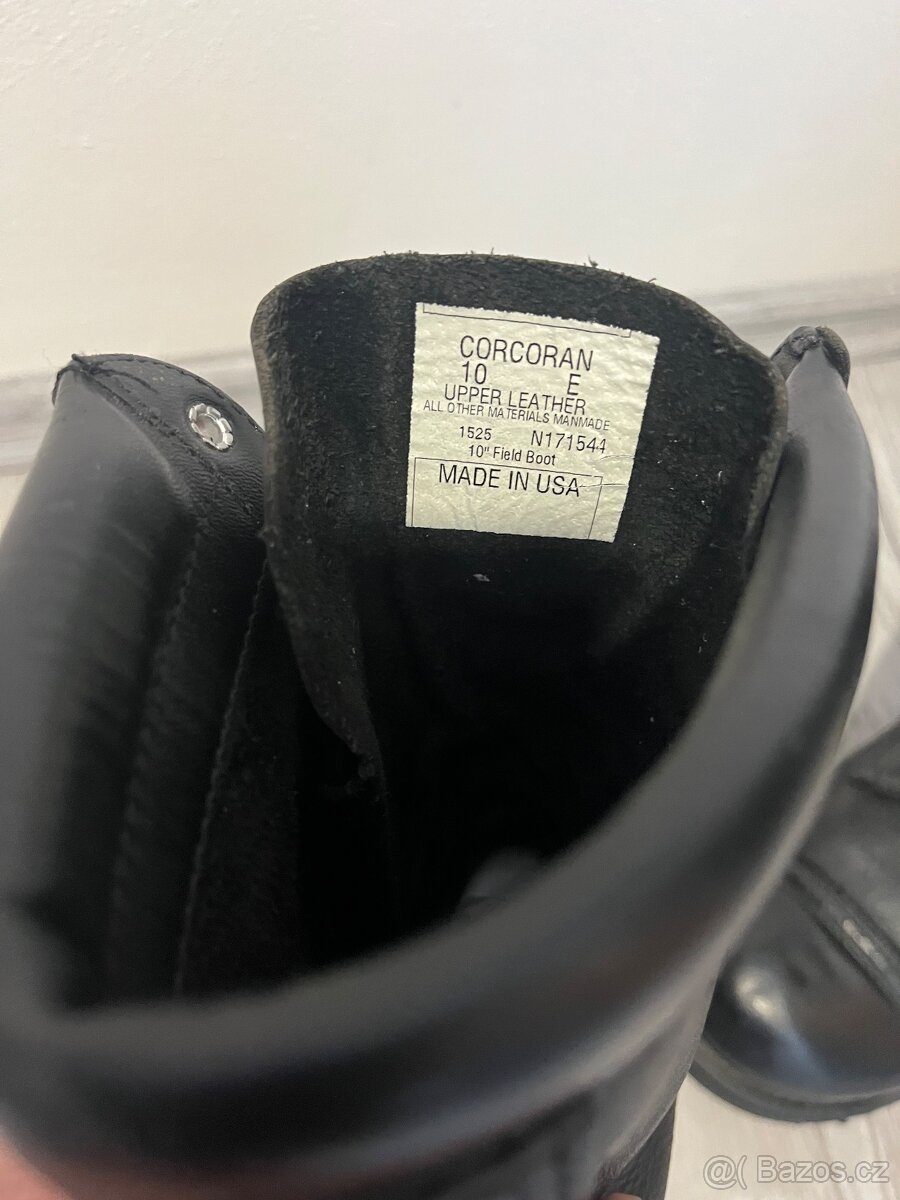 CORCORAN
10 E
UPPER LEATHER
ALL OTHER MATERIALS MANMADE
1525 N171544
10" Field Boot
MADE IN USA
@( Bazos.cz